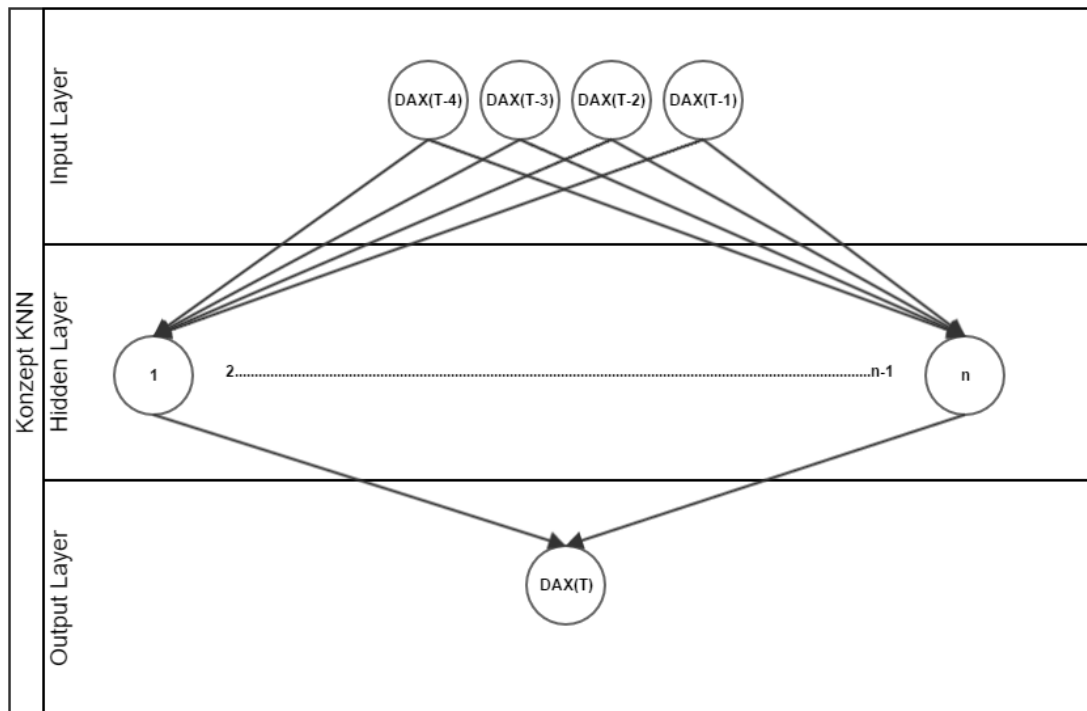 Konzept KNN
Input Layer
DAX(T-4) DAX(T-3) DAX(T-2) DAX(T-1)
Hidden Layer
1 2...............................................................................................................................................n-1 n
Output Layer
DAX(T)